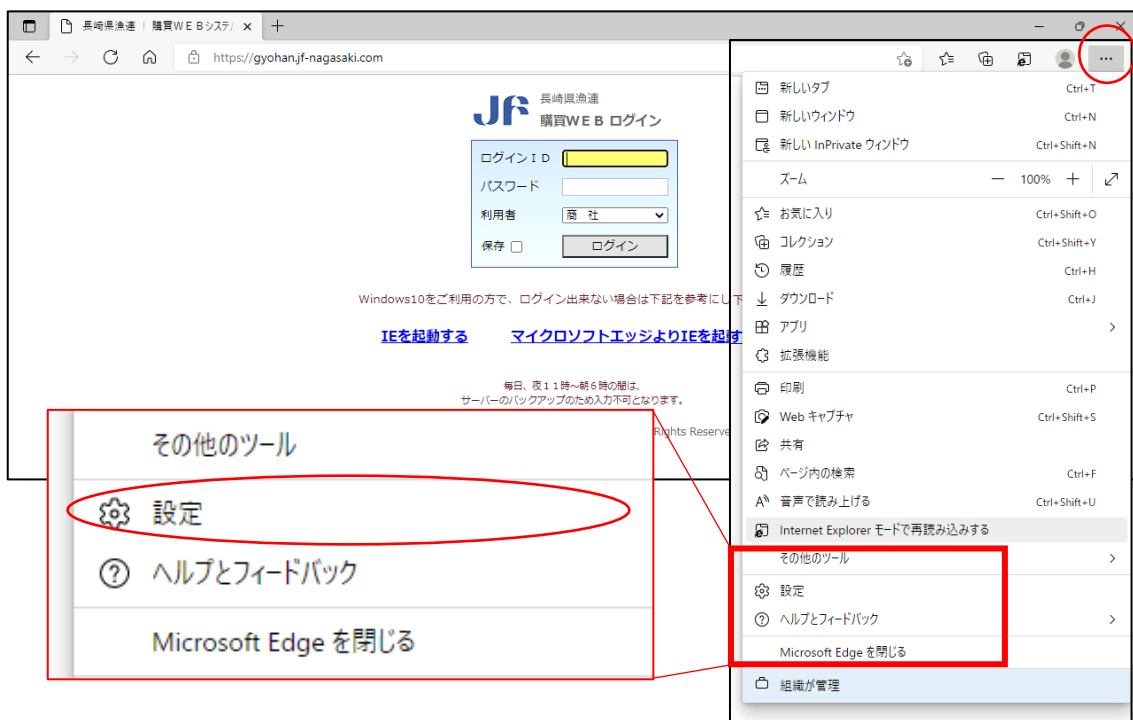 長崎県漁連 | 購買WEBシステ
https://gyohan.jf-nagasaki.com
長崎県漁連
購買WEB ログイン
ログインID
パスワード
利用者 商 社
保存 ログイン
Windows10をご利用の方で、ログイン出来ない場合は下記を参考にし下
IEを起動する マイクロソフトエッジよりIEを起動す
毎日、夜11時～朝6時の間は、
サーバーのバックアップのため入力不可となります。
Rights Reserve
新しいタブ Ctrl+T
新しいウィンドウ Ctrl+N
新しい InPrivate ウィンドウ Ctrl+Shift+N
ズーム 100%
お気に入り Ctrl+Shift+O
コレクション Ctrl+Shift+Y
履歴 Ctrl+H
ダウンロード Ctrl+J
アプリ
拡張機能
印刷 Ctrl+P
Web キャプチャ Ctrl+Shift+S
共有
ページ内の検索 Ctrl+F
音声で読み上げる Ctrl+Shift+U
Internet Explorer モードで再読み込みする
その他のツール
設定
ヘルプとフィードバック
Microsoft Edge を閉じる
組織が管理
その他のツール
設定
ヘルプとフィードバック
Microsoft Edge を閉じる